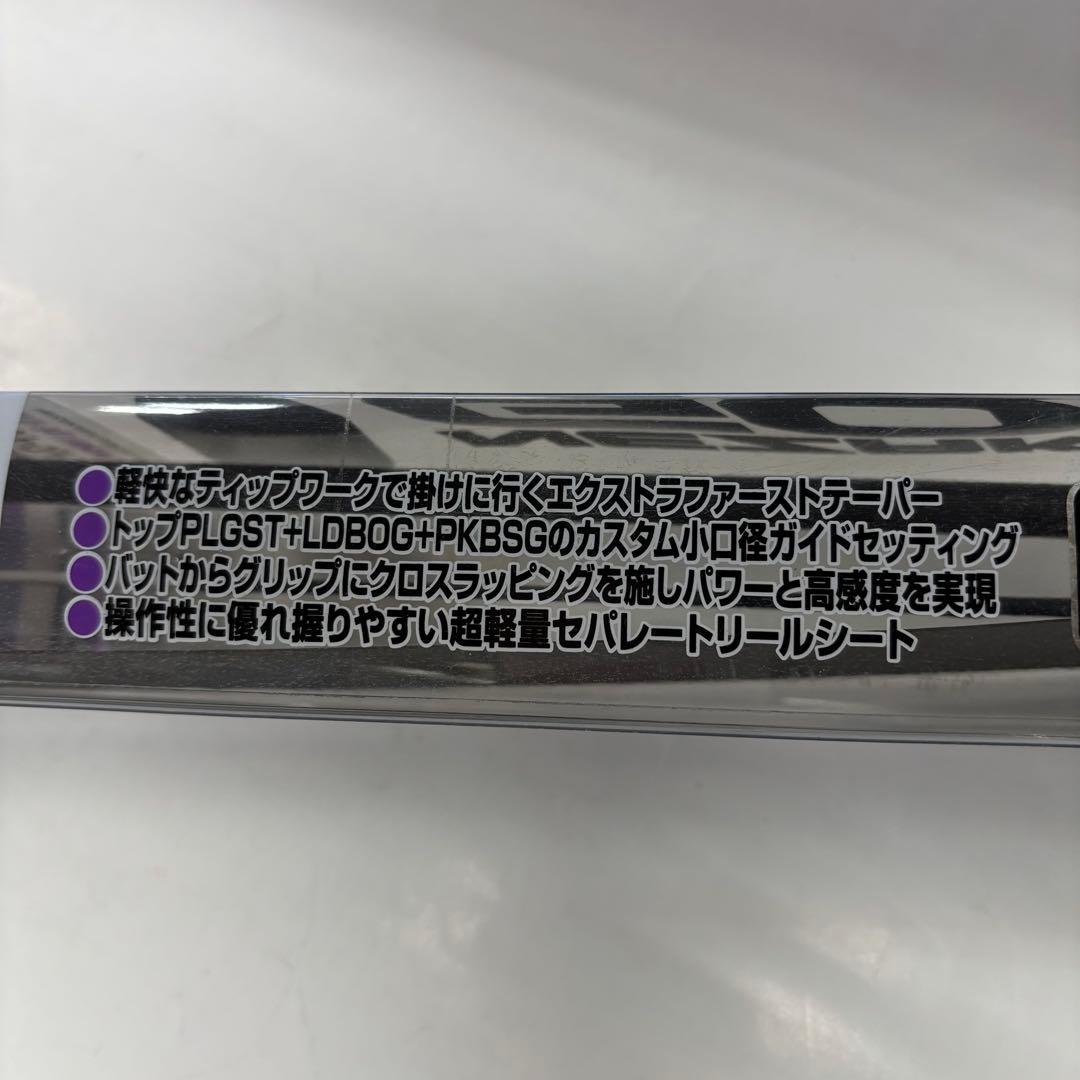 ●軽快なティップワークで掛けに行くエクストラファーストテーパー
●トップPLGST+LDBOG+PKBSGのカスタム小口径ガイドセッティング
●バットからグリップにクロスラッピングを施しパワーと高感度を実現
●操作性に優れ握りやすい超軽量セパレートリールシート